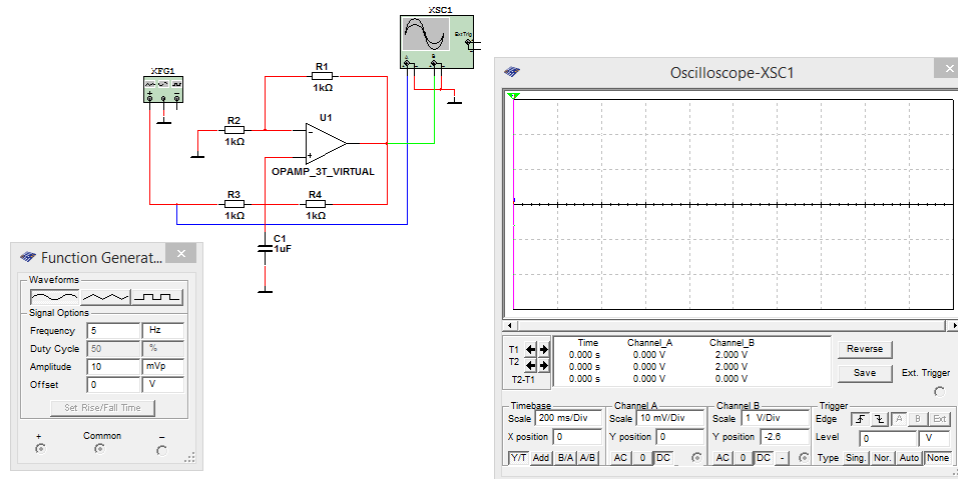 XSC1
Ext Trig
A B
XFG1
R1
1kΩ
R2
1kΩ
U1
OPAMP_3T_VIRTUAL
R3
1kΩ
R4
1kΩ
C1
1uF
Function Generat...
Waveforms
Signal Options
Frequency 5 Hz
Duty Cycle 50 %
Amplitude 10 mVp
Offset 0 V
Set Rise/Fall Time
+ Common −
Oscilloscope-XSC1
Time Channel_A Channel_B
T1 0.000 s 0.000 V 2.000 V
T2 0.000 s 0.000 V 2.000 V
T2-T1 0.000 s 0.000 V 0.000 V
Reverse
Save
Ext. Trigger
Timebase
Scale 200 ms/Div
X position 0
Y/T Add B/A A/B
Channel A
Scale 10 mV/Div
Y position 0
AC 0 DC
Channel B
Scale 1 V/Div
Y position -2.6
AC 0 DC -
Trigger
Edge A B Ext
Level 0 V
Type Sing. Nor. Auto None